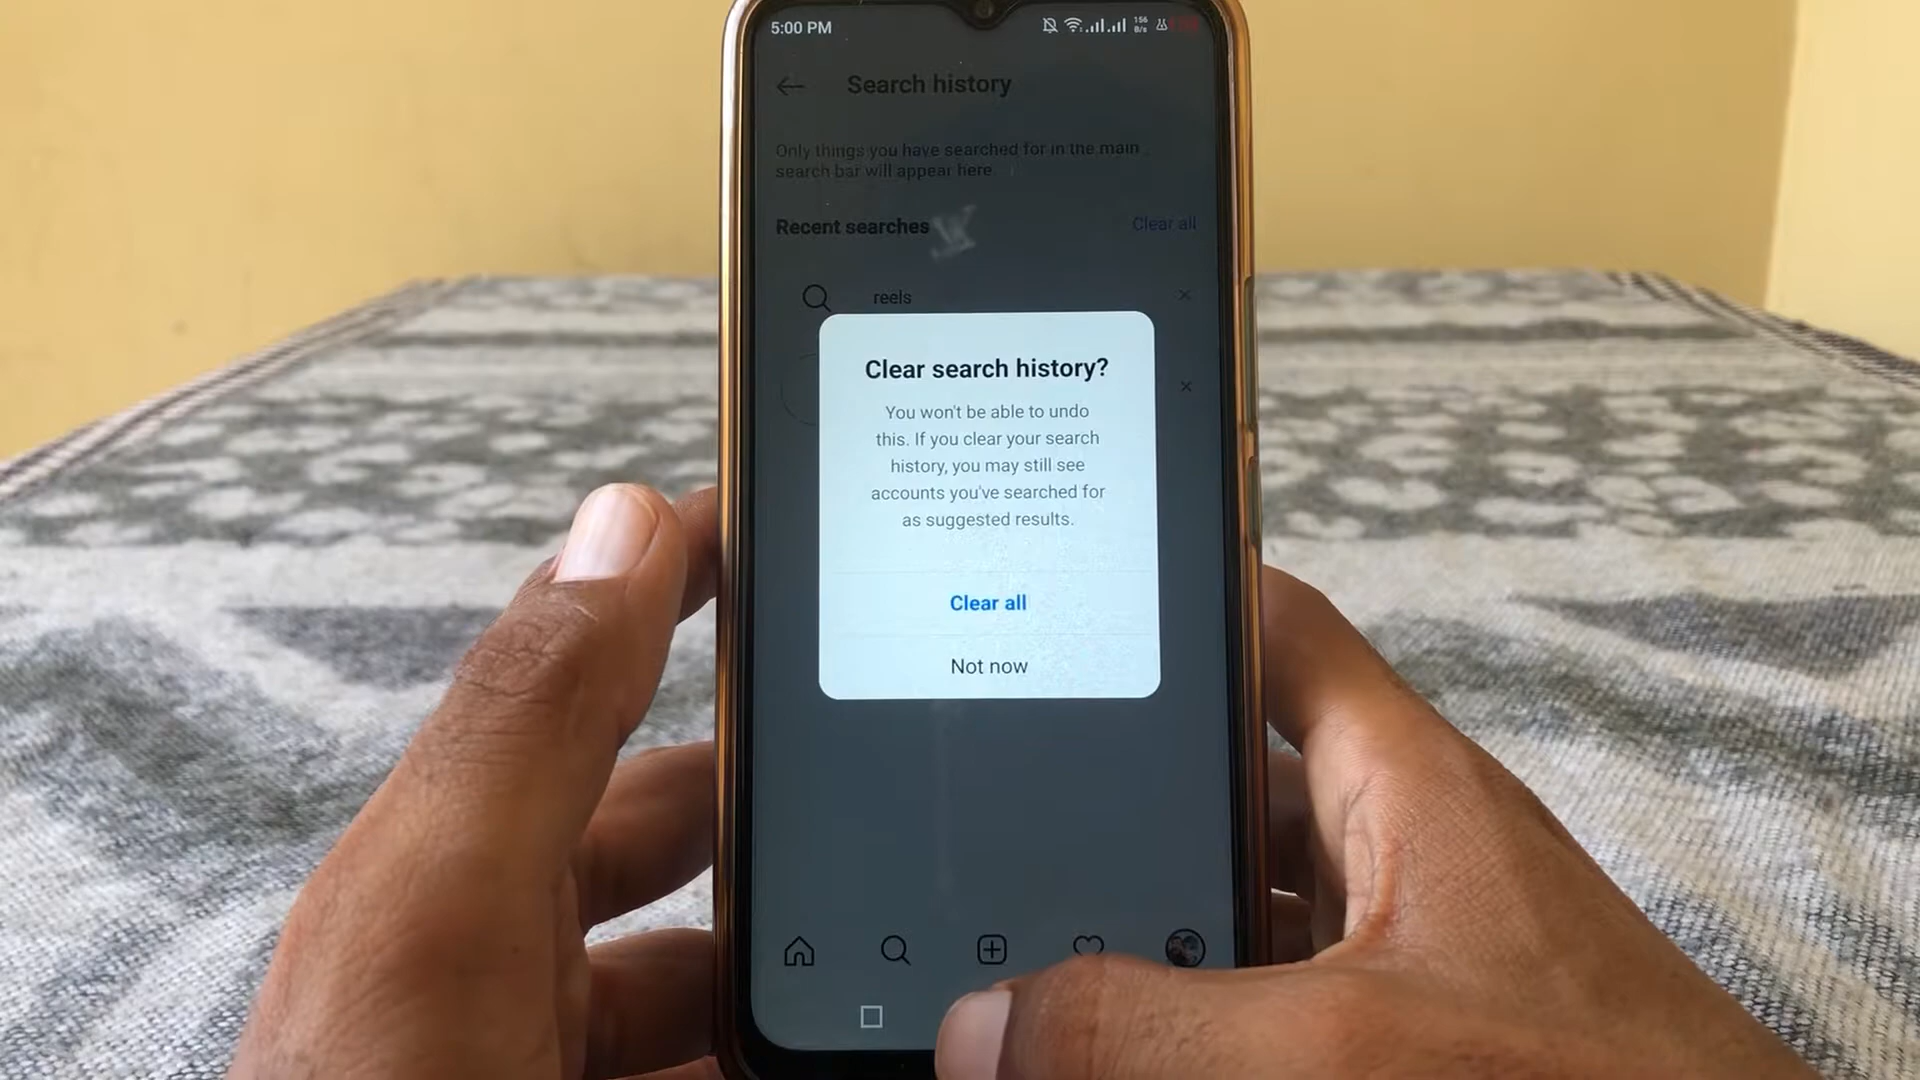 5:00 PM
156
B/s
Search history
Only things you have searched for in the main
search bar will appear here
Recent searches
Clear all
reels
Clear search history?
You won't be able to undo
this. If you clear your search
history, you may still see
accounts you've searched for
as suggested results.
Clear all
Not now